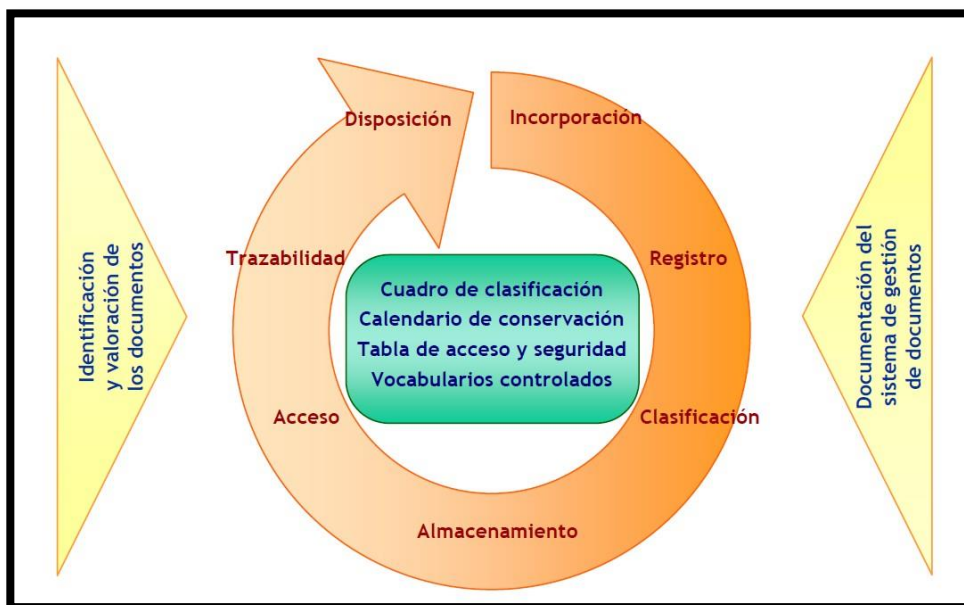 Disposición
Incorporación
Trazabilidad
Registro
Cuadro de clasificación
Calendario de conservación
Tabla de acceso y seguridad
Vocabularios controlados
Acceso
Clasificación
Almacenamiento
Identificación
y valoración de
los documentos
Documentación del
sistema de gestión
de documentos